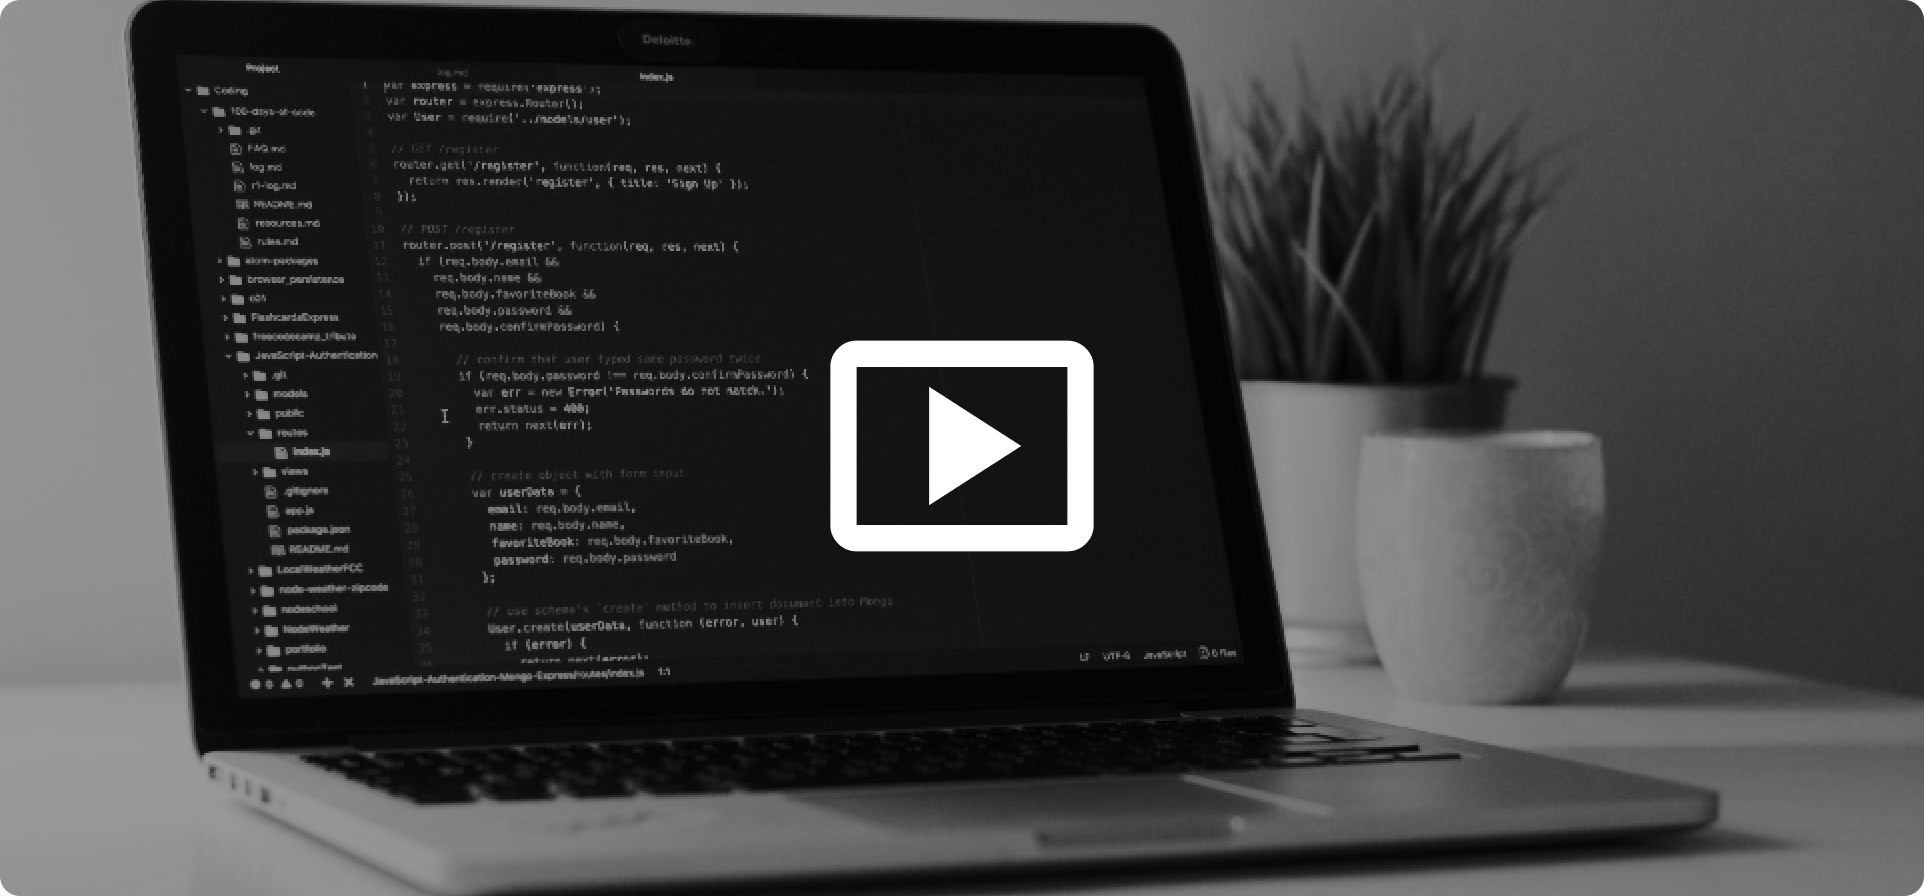 Deloitte.
Project
log.md
index.js
Coding
100-days-of-code
.git
FAQ.md
log.md
r1-log.md
README.md
resources.md
rules.md
atom-packages
browser_persistence
FlashcardsExpress
freecodecamp_tribute
JavaScript-Authentication
.git
models
public
routes
index.js
views
.gitignore
app.js
package.json
README.md
LocalWeatherFCC
node-weather-zipcode
nodeschool
NodeWeather
portfolio
1 var express = require('express');
2 var router = express.Router();
3 var User = require('../models/user');
4
5 // GET /register
6 router.get('/register', function(req, res, next) {
7 return res.render('register', { title: 'Sign Up' });
8 });
9
10 // POST /register
11 router.post('/register', function(req, res, next) {
12 if (req.body.email &&
13 req.body.name &&
14 req.body.favoriteBook &&
15 req.body.password &&
16 req.body.confirmPassword) {
17
18 // confirm that user typed same password twice
19 if (req.body.password !== req.body.confirmPassword) {
20 var err = new Error('Passwords do not match.');
21 err.status = 400;
22 return next(err);
23 }
24
25 // create object with form input
26 var userData = {
27 email: req.body.email,
28 name: req.body.name,
29 favoriteBook: req.body.favoriteBook,
30 password: req.body.password
31 };
32
33 // use schema's `create` method to insert document into Mongo
34 User.create(userData, function (error, user) {
35 if (error) {
36 return next(error);
0 0 JavaScript-Authentication-Mongo-Express/routes/index.js 1:1
LF UTF-8 JavaScript 6 files